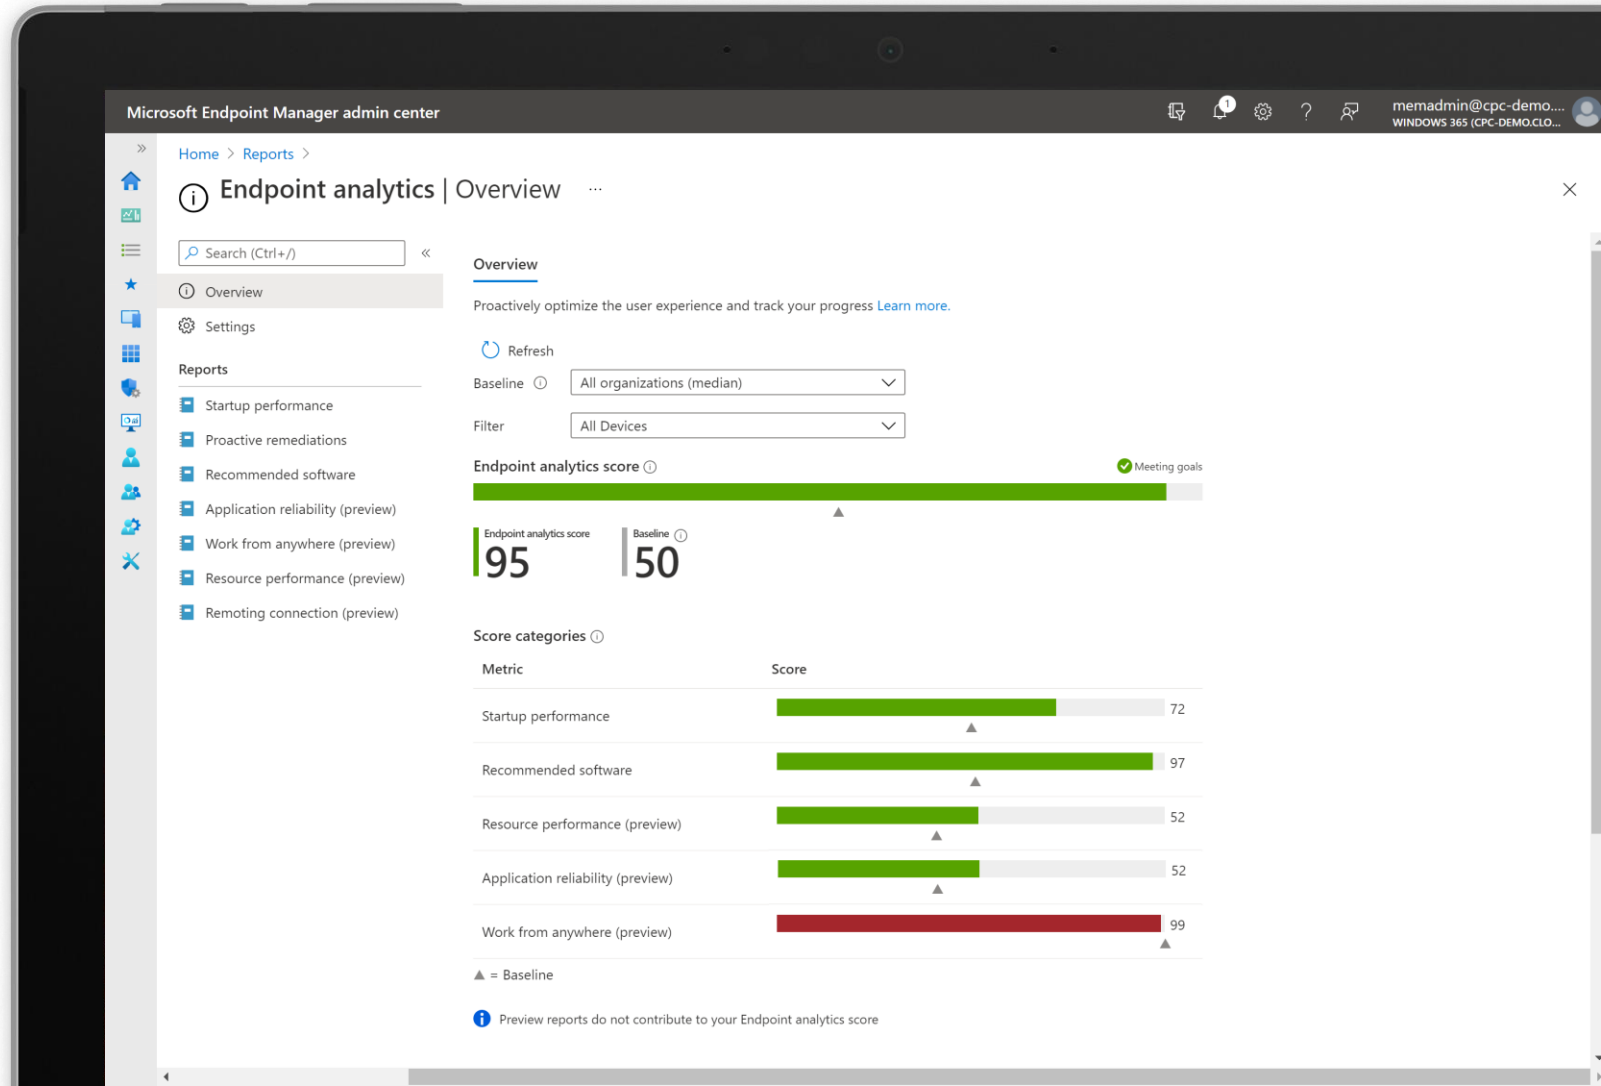 Microsoft Endpoint Manager admin center
1
memadmin@cpc-demo....
WINDOWS 365 (CPC-DEMO.CLO...
Home > Reports >
Endpoint analytics | Overview ...
Search (Ctrl+/)
Overview
Settings
Reports
Startup performance
Proactive remediations
Recommended software
Application reliability (preview)
Work from anywhere (preview)
Resource performance (preview)
Remoting connection (preview)
Overview
Proactively optimize the user experience and track your progress Learn more.
Refresh
Baseline All organizations (median)
Filter All Devices
Endpoint analytics score Meeting goals
Endpoint analytics score Baseline
95 50
Score categories
Metric Score
Startup performance 72
Recommended software 97
Resource performance (preview) 52
Application reliability (preview) 52
Work from anywhere (preview) 99
▲ = Baseline
Preview reports do not contribute to your Endpoint analytics score